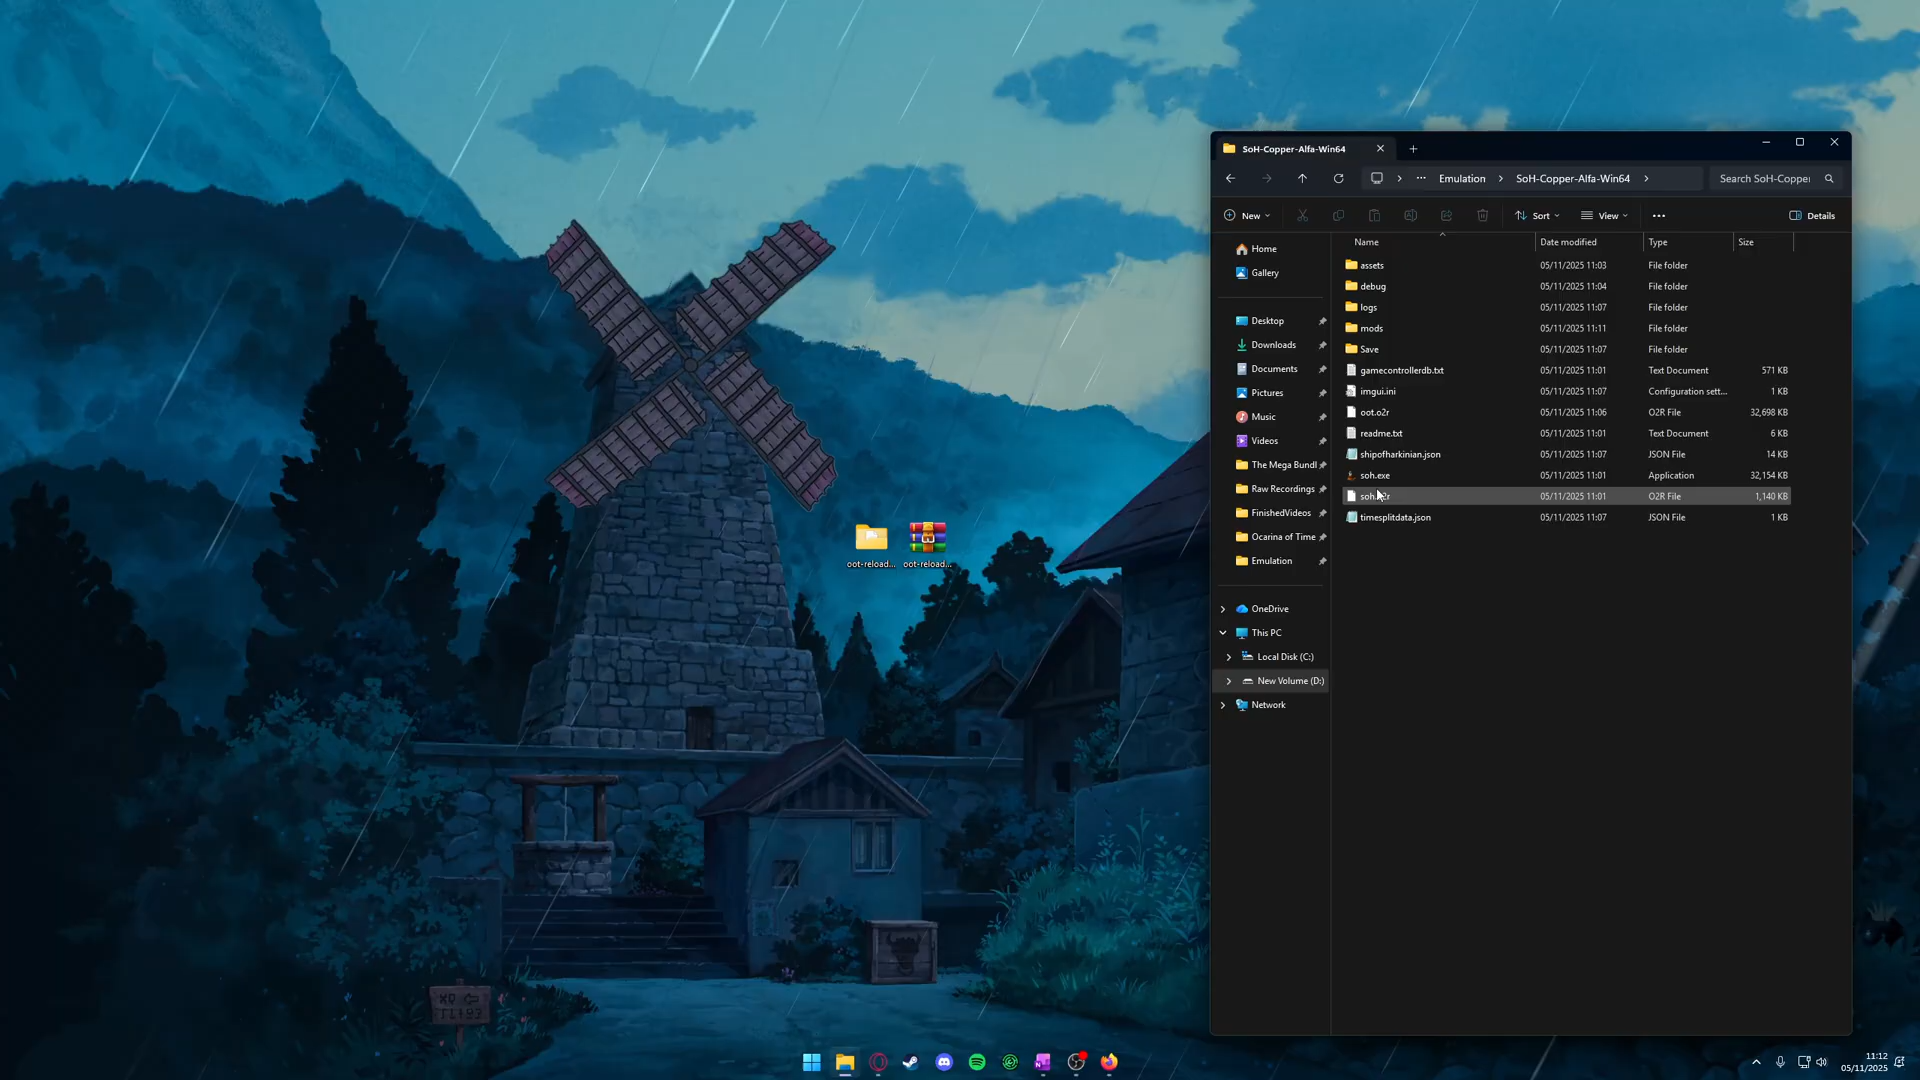 SoH-Copper-Alfa-Win64
Emulation
SoH-Copper-Alfa-Win64
Search SoH-Copper
New
Sort
View
Details
Name Date modified Type Size
Home
Gallery
Desktop
Downloads
Documents
Pictures
Music
Videos
The Mega Bundl
Raw Recordings
FinishedVideos
Ocarina of Time
Emulation
OneDrive
This PC
Local Disk (C:)
New Volume (D:)
Network
assets 05/11/2025 11:03 File folder
debug 05/11/2025 11:04 File folder
logs 05/11/2025 11:07 File folder
mods 05/11/2025 11:11 File folder
Save 05/11/2025 11:07 File folder
gamecontrollerdb.txt 05/11/2025 11:01 Text Document 571 KB
imgui.ini 05/11/2025 11:07 Configuration sett... 1 KB
oot.o2r 05/11/2025 11:06 O2R File 32,698 KB
readme.txt 05/11/2025 11:01 Text Document 6 KB
shipofharkinian.json 05/11/2025 11:07 JSON File 14 KB
soh.exe 05/11/2025 11:01 Application 32,154 KB
05/11/2025 11:01 O2R File 1,140 KB
timesplitdata.json 05/11/2025 11:07 JSON File 1 KB
oot-reload...
oot-reload...
11:12
05/11/2025